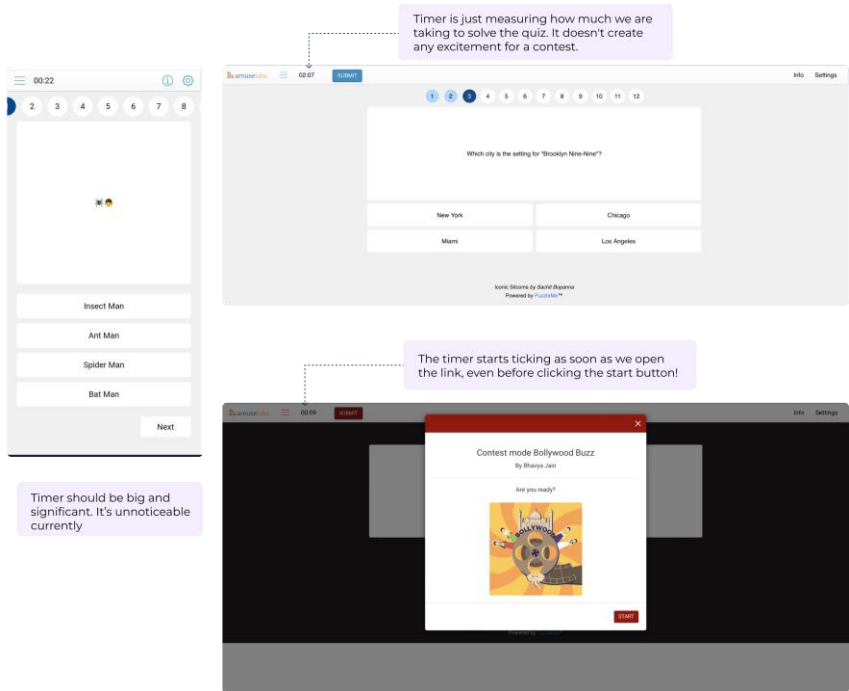 Timer is just measuring how much we are
taking to solve the quiz. It doesn't create
any excitement for a contest.
00:22
2 3 4 5 6 7 8
Insect Man
Ant Man
Spider Man
Bat Man
Next
Timer should be big and
significant. It's unnoticeable
currently
amuselabs 02:07 SUBMIT Info Settings
1 2 3 4 5 6 7 8 9 10 11 12
Which city is the setting for "Brooklyn Nine-Nine"?
New York Chicago
Miami Los Angeles
Iconic Sitcoms by Sachit Bopanna
Powered by PuzzleMe™
The timer starts ticking as soon as we open
the link, even before clicking the start button!
amuselabs 00:09 SUBMIT Info Settings
Contest mode Bollywood Buzz
By Bhavya Jain
Are you ready?
BOLLYWOOD
START
Powered by